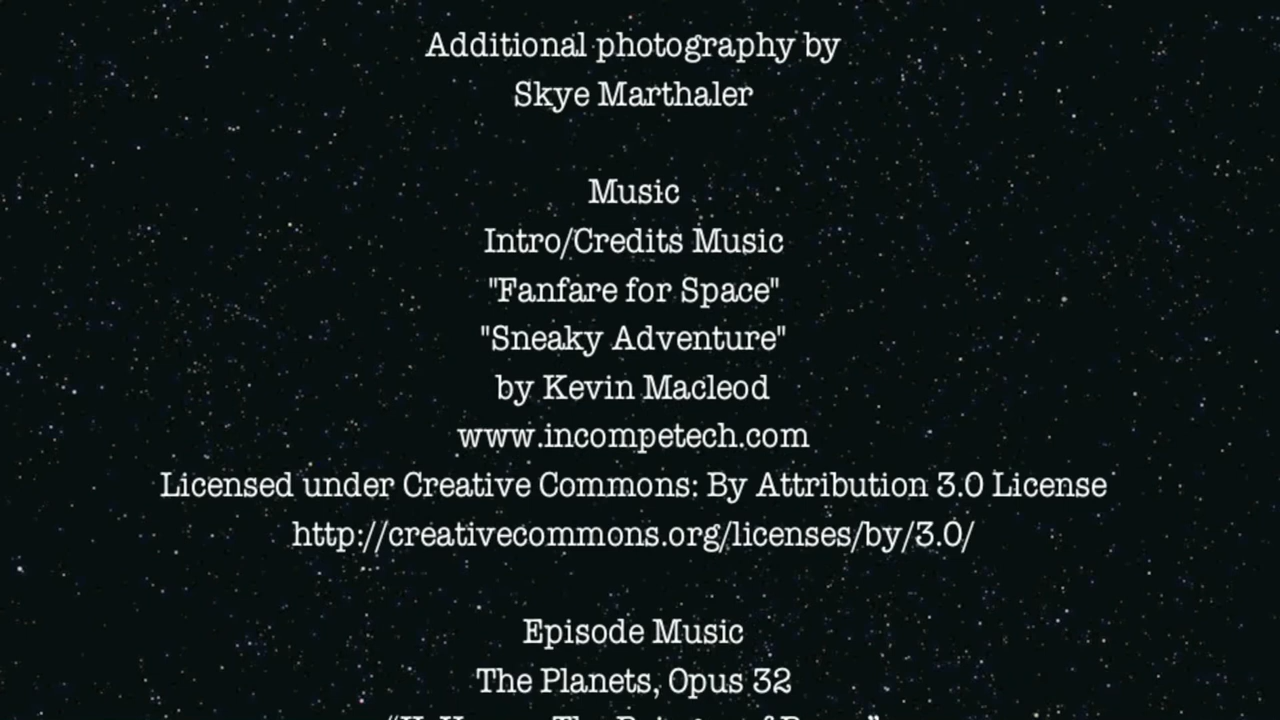 Additional photography by
Skye Marthaler
Music
Intro/Credits Music
"Fanfare for Space"
"Sneaky Adventure"
by Kevin Macleod
www.incompetech.com
Licensed under Creative Commons: By Attribution 3.0 License
http://creativecommons.org/licenses/by/3.0/
Episode Music
The Planets, Opus 32